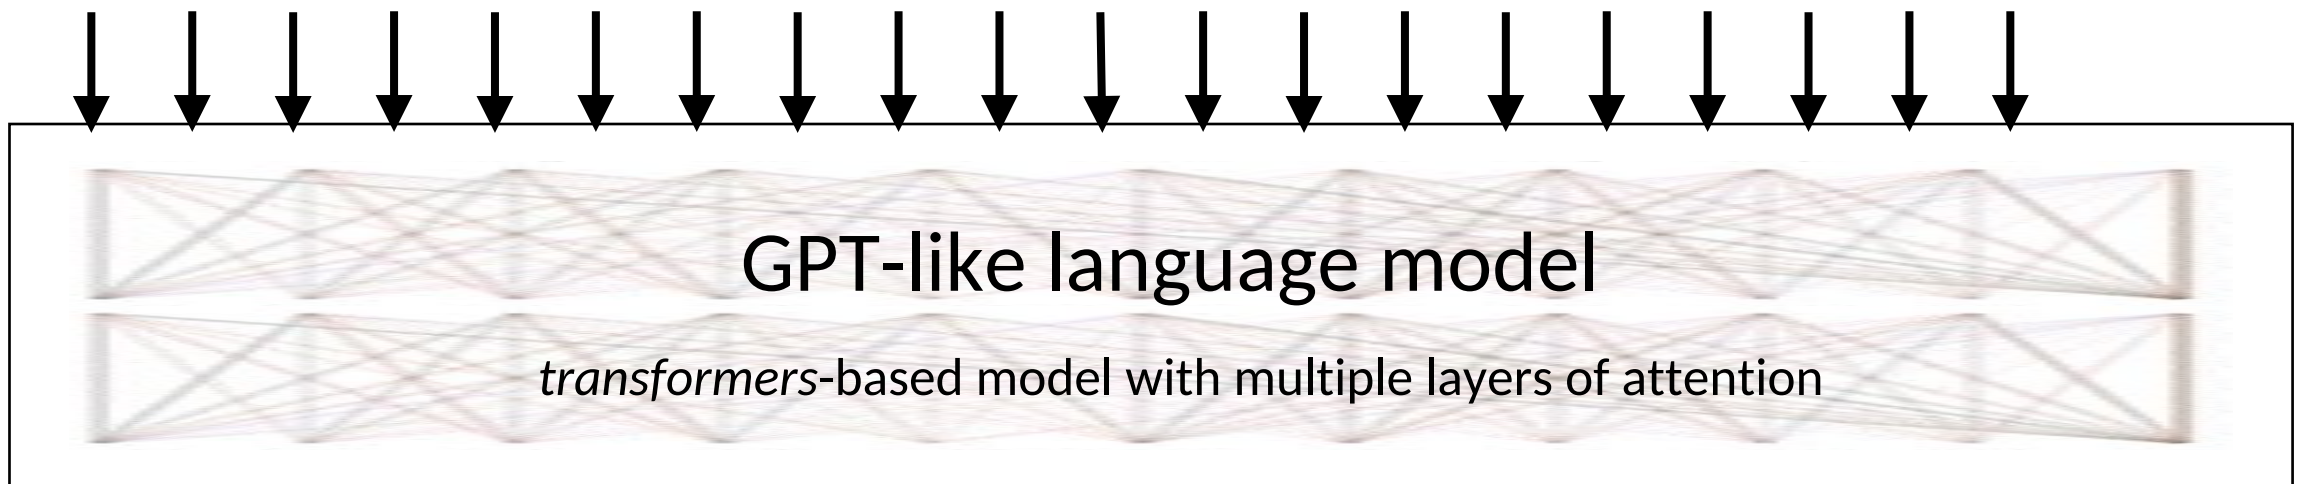 GPT-like language model
transformers-based model with multiple layers of attention